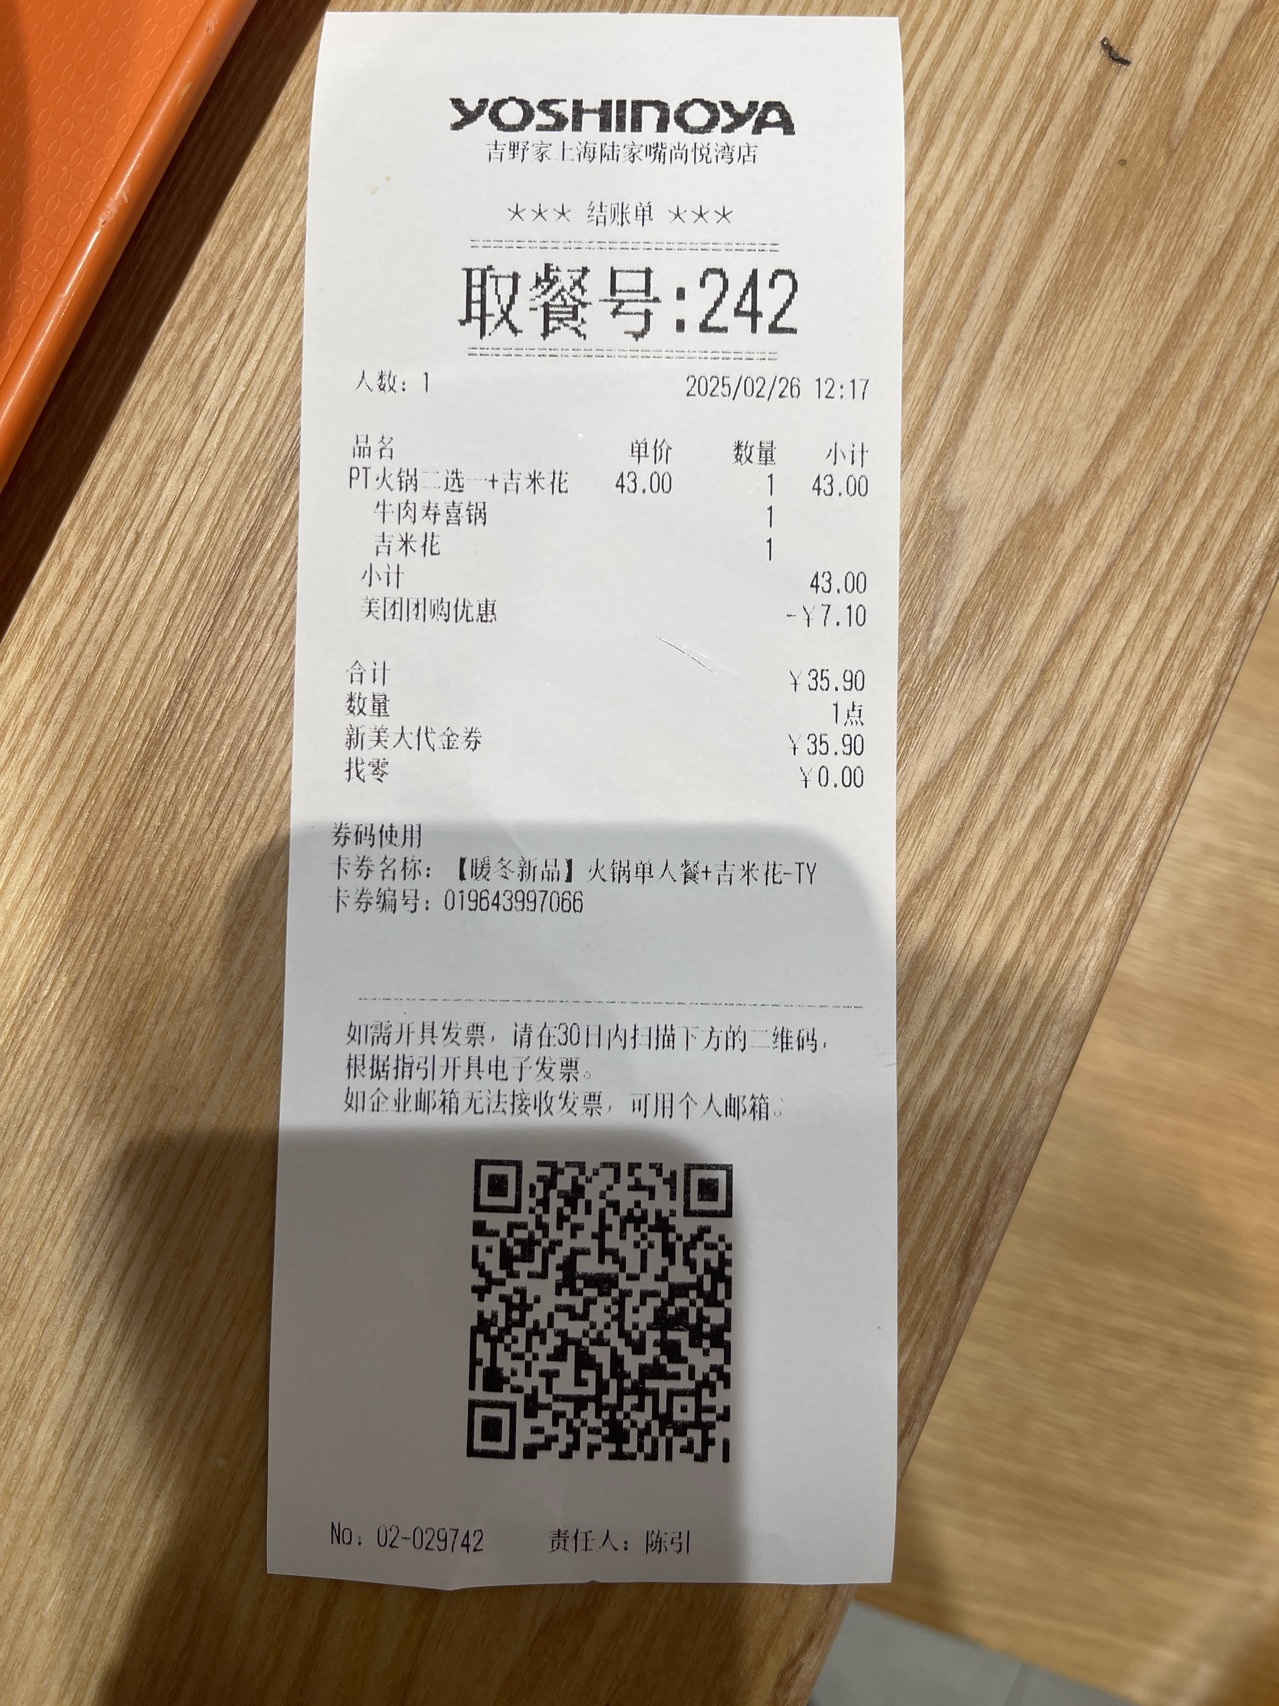 YOSHINOYA
吉野家上海陆家嘴尚悦湾店
*** 结账单 ***
取餐号:242
人数: 1 2025/02/26 12:17
品名 单价 数量 小计
PT火锅二选一+吉米花 43.00 1 43.00
牛肉寿喜锅 1
吉米花 1
小计 43.00
美团团购优惠 -¥7.10
合计 ¥35.90
数量 1点
新美大代金券 ¥35.90
找零 ¥0.00
券码使用
卡券名称: 【暖冬新品】火锅单人餐+吉米花-TY
卡券编号: 019643997066
如需开具发票，请在30日内扫描下方的二维码，
根据指引开具电子发票。
如企业邮箱无法接收发票，可用个人邮箱。
No: 02-029742 责任人: 陈引